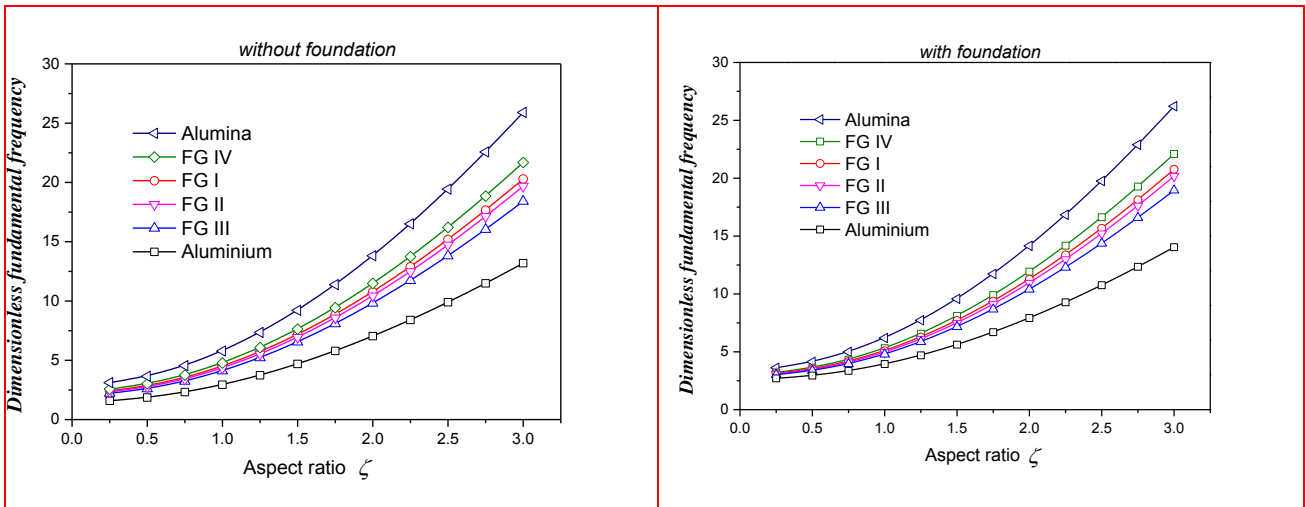 without foundation
Dimensionless fundamental frequency
30
25
20
15
10
5
0
Alumina
FG IV
FG I
FG II
FG III
Aluminium
0.0 0.5 1.0 1.5 2.0 2.5 3.0
Aspect ratio ζ
with foundation
Dimensionless fundamental frequency
30
25
20
15
10
5
0
Alumina
FG IV
FG I
FG II
FG III
Aluminium
0.0 0.5 1.0 1.5 2.0 2.5 3.0
Aspect ratio ζ